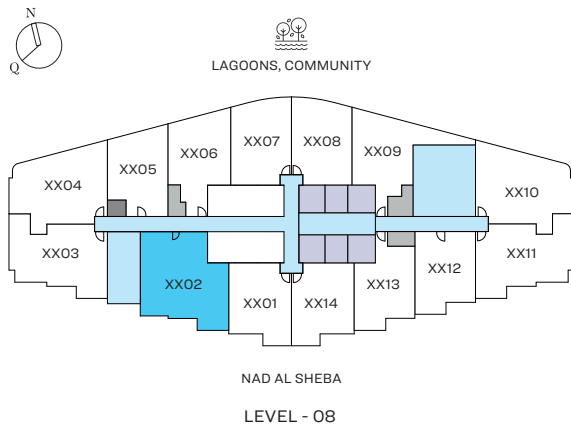 N
Q
LAGOONS, COMMUNITY
XX07 XX08
XX06 XX09
XX05
XX04 XX10
XX03 XX11
XX12
XX02 XX13
XX01 XX14
NAD AL SHEBA
LEVEL - 08